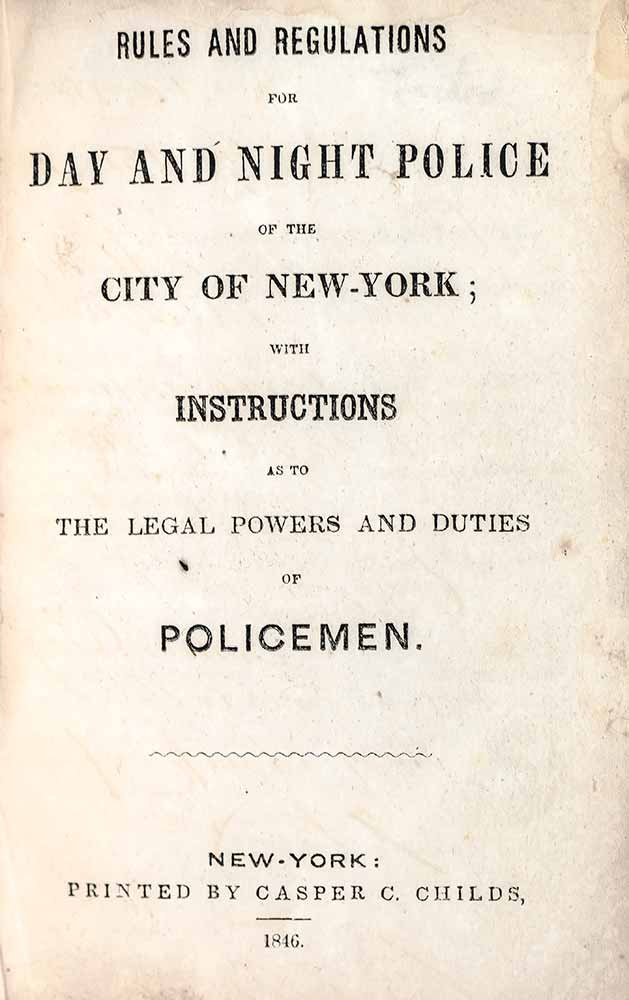 RULES AND REGULATIONS
FOR
DAY AND NIGHT POLICE
OF THE
CITY OF NEW-YORK;
WITH
INSTRUCTIONS
AS TO
THE LEGAL POWERS AND DUTIES
OF
POLICEMEN.
NEW-YORK:
PRINTED BY CASPER C. CHILDS,
1846.